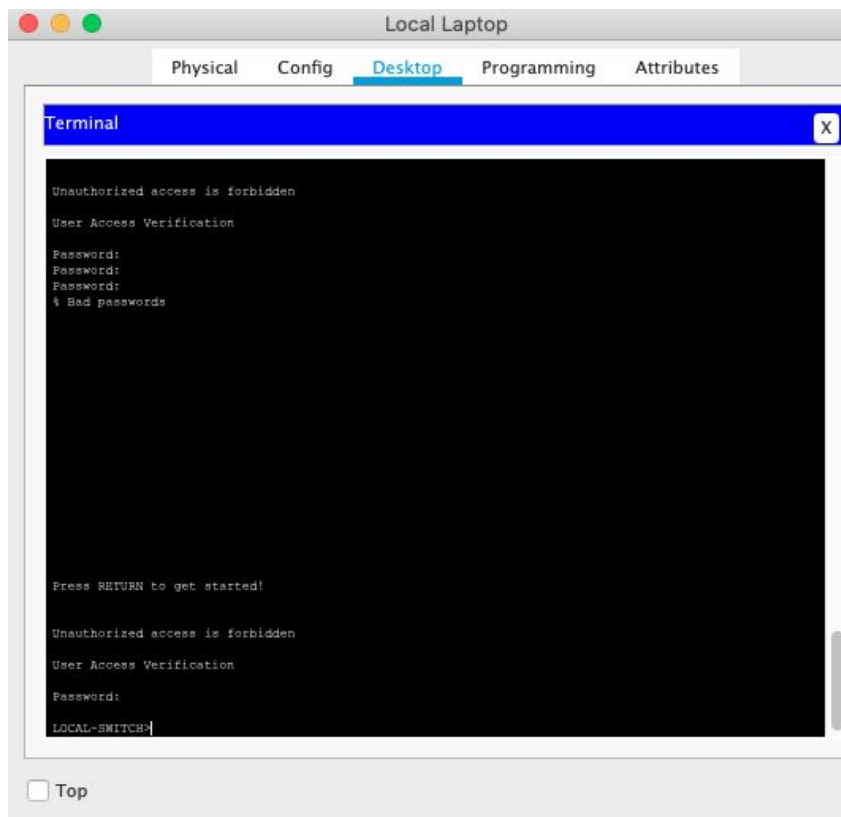 Local Laptop
Physical Config Desktop Programming Attributes
Terminal
X
Unauthorized access is forbidden
User Access Verification
Password:
Password:
Password:
% Bad passwords
Press RETURN to get started!
Unauthorized access is forbidden
User Access Verification
Password:
LOCAL-SWITCH>
Top